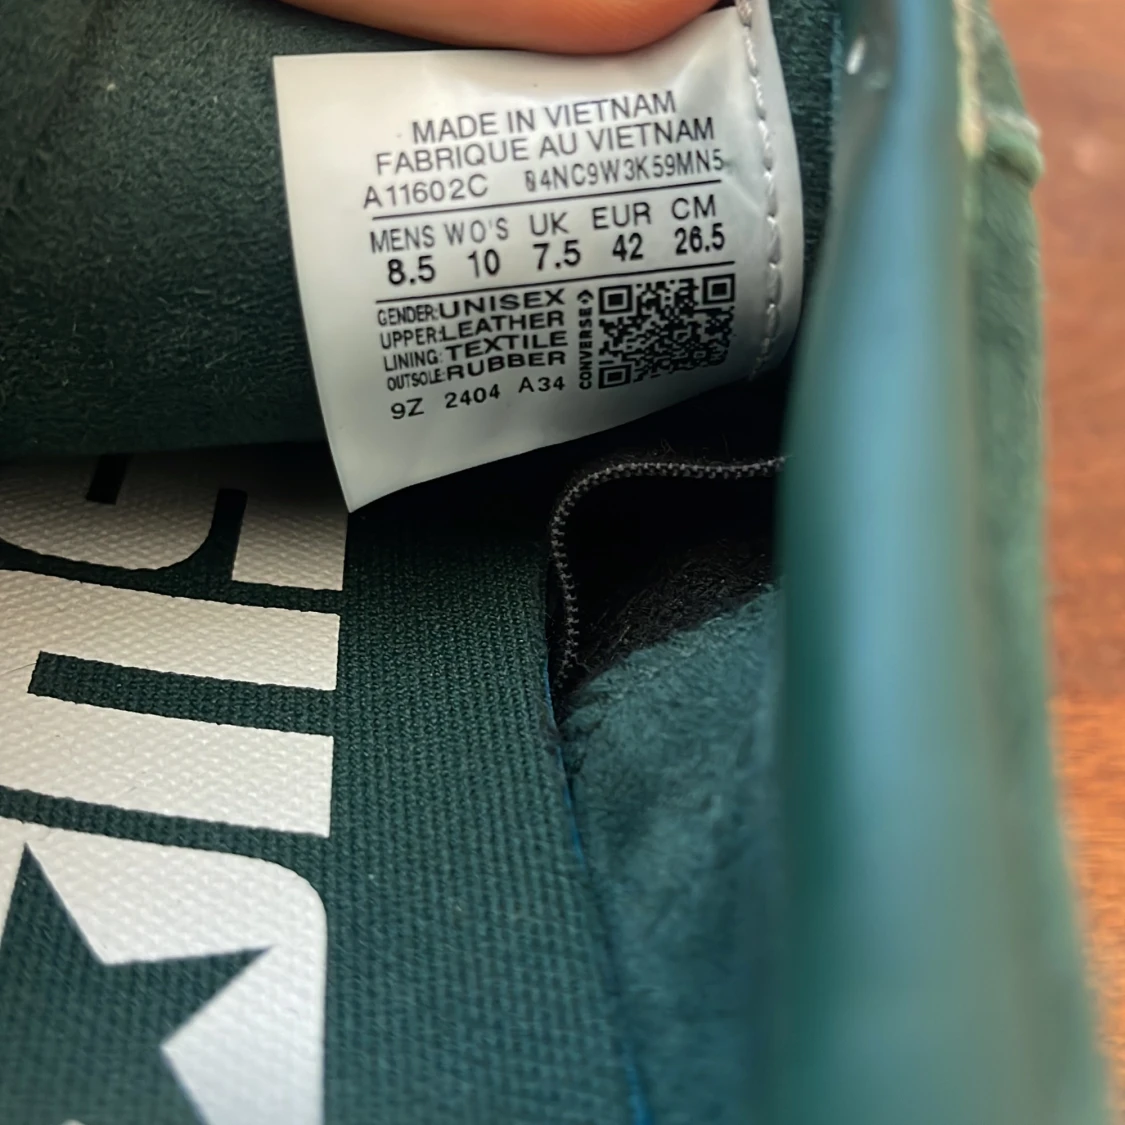 MADE IN VIETNAM
FABRIQUE AU VIETNAM
A11602C 04NC9W3K59MN5
MENS WO'S UK EUR CM
8.5 10 7.5 42 26.5
GENDER:UNISEX
UPPER:LEATHER
LINING:TEXTILE
OUTSOLE:RUBBER
CONVERSE
9Z 2404 A34